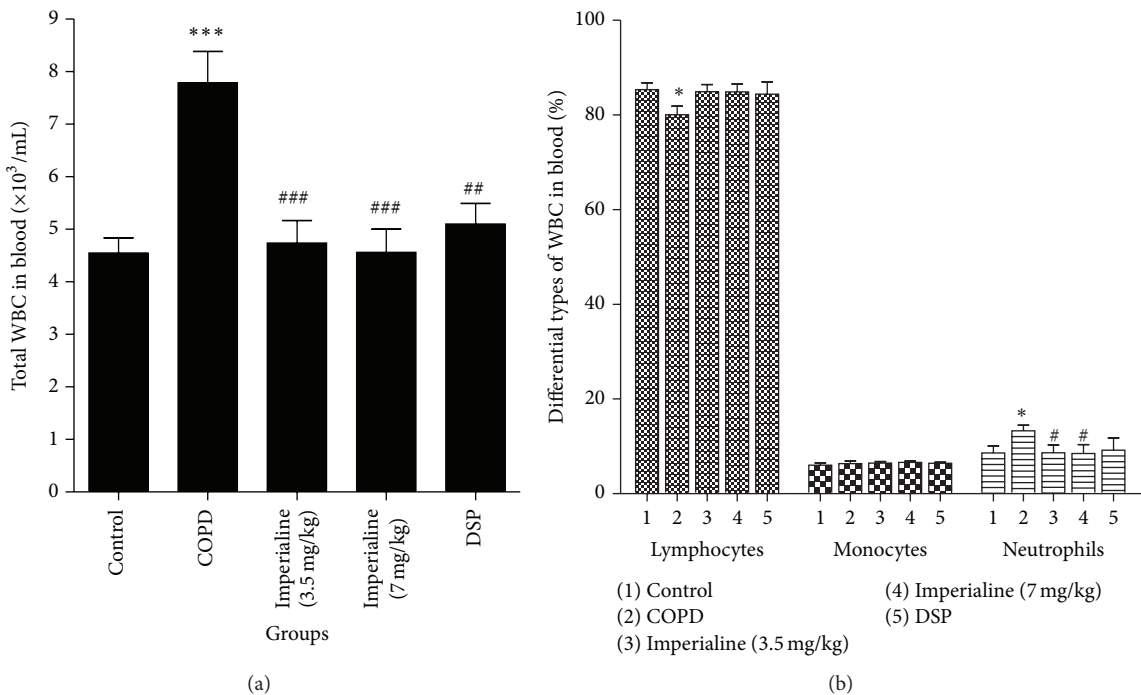 9
8
7
6
5
4
3
2
1
0
Total WBC in blood (×10³/mL)
***
###
###
##
Control
COPD
Imperialine
(3.5 mg/kg)
Imperialine
(7 mg/kg)
DSP
Groups
(a)
100
80
60
40
20
0
Differential types of WBC in blood (%)
*
*
#
#
1 2 3 4 5
1 2 3 4 5
1 2 3 4 5
Lymphocytes
Monocytes
Neutrophils
(1) Control
(2) COPD
(3) Imperialine (3.5 mg/kg)
(4) Imperialine (7 mg/kg)
(5) DSP
(b)